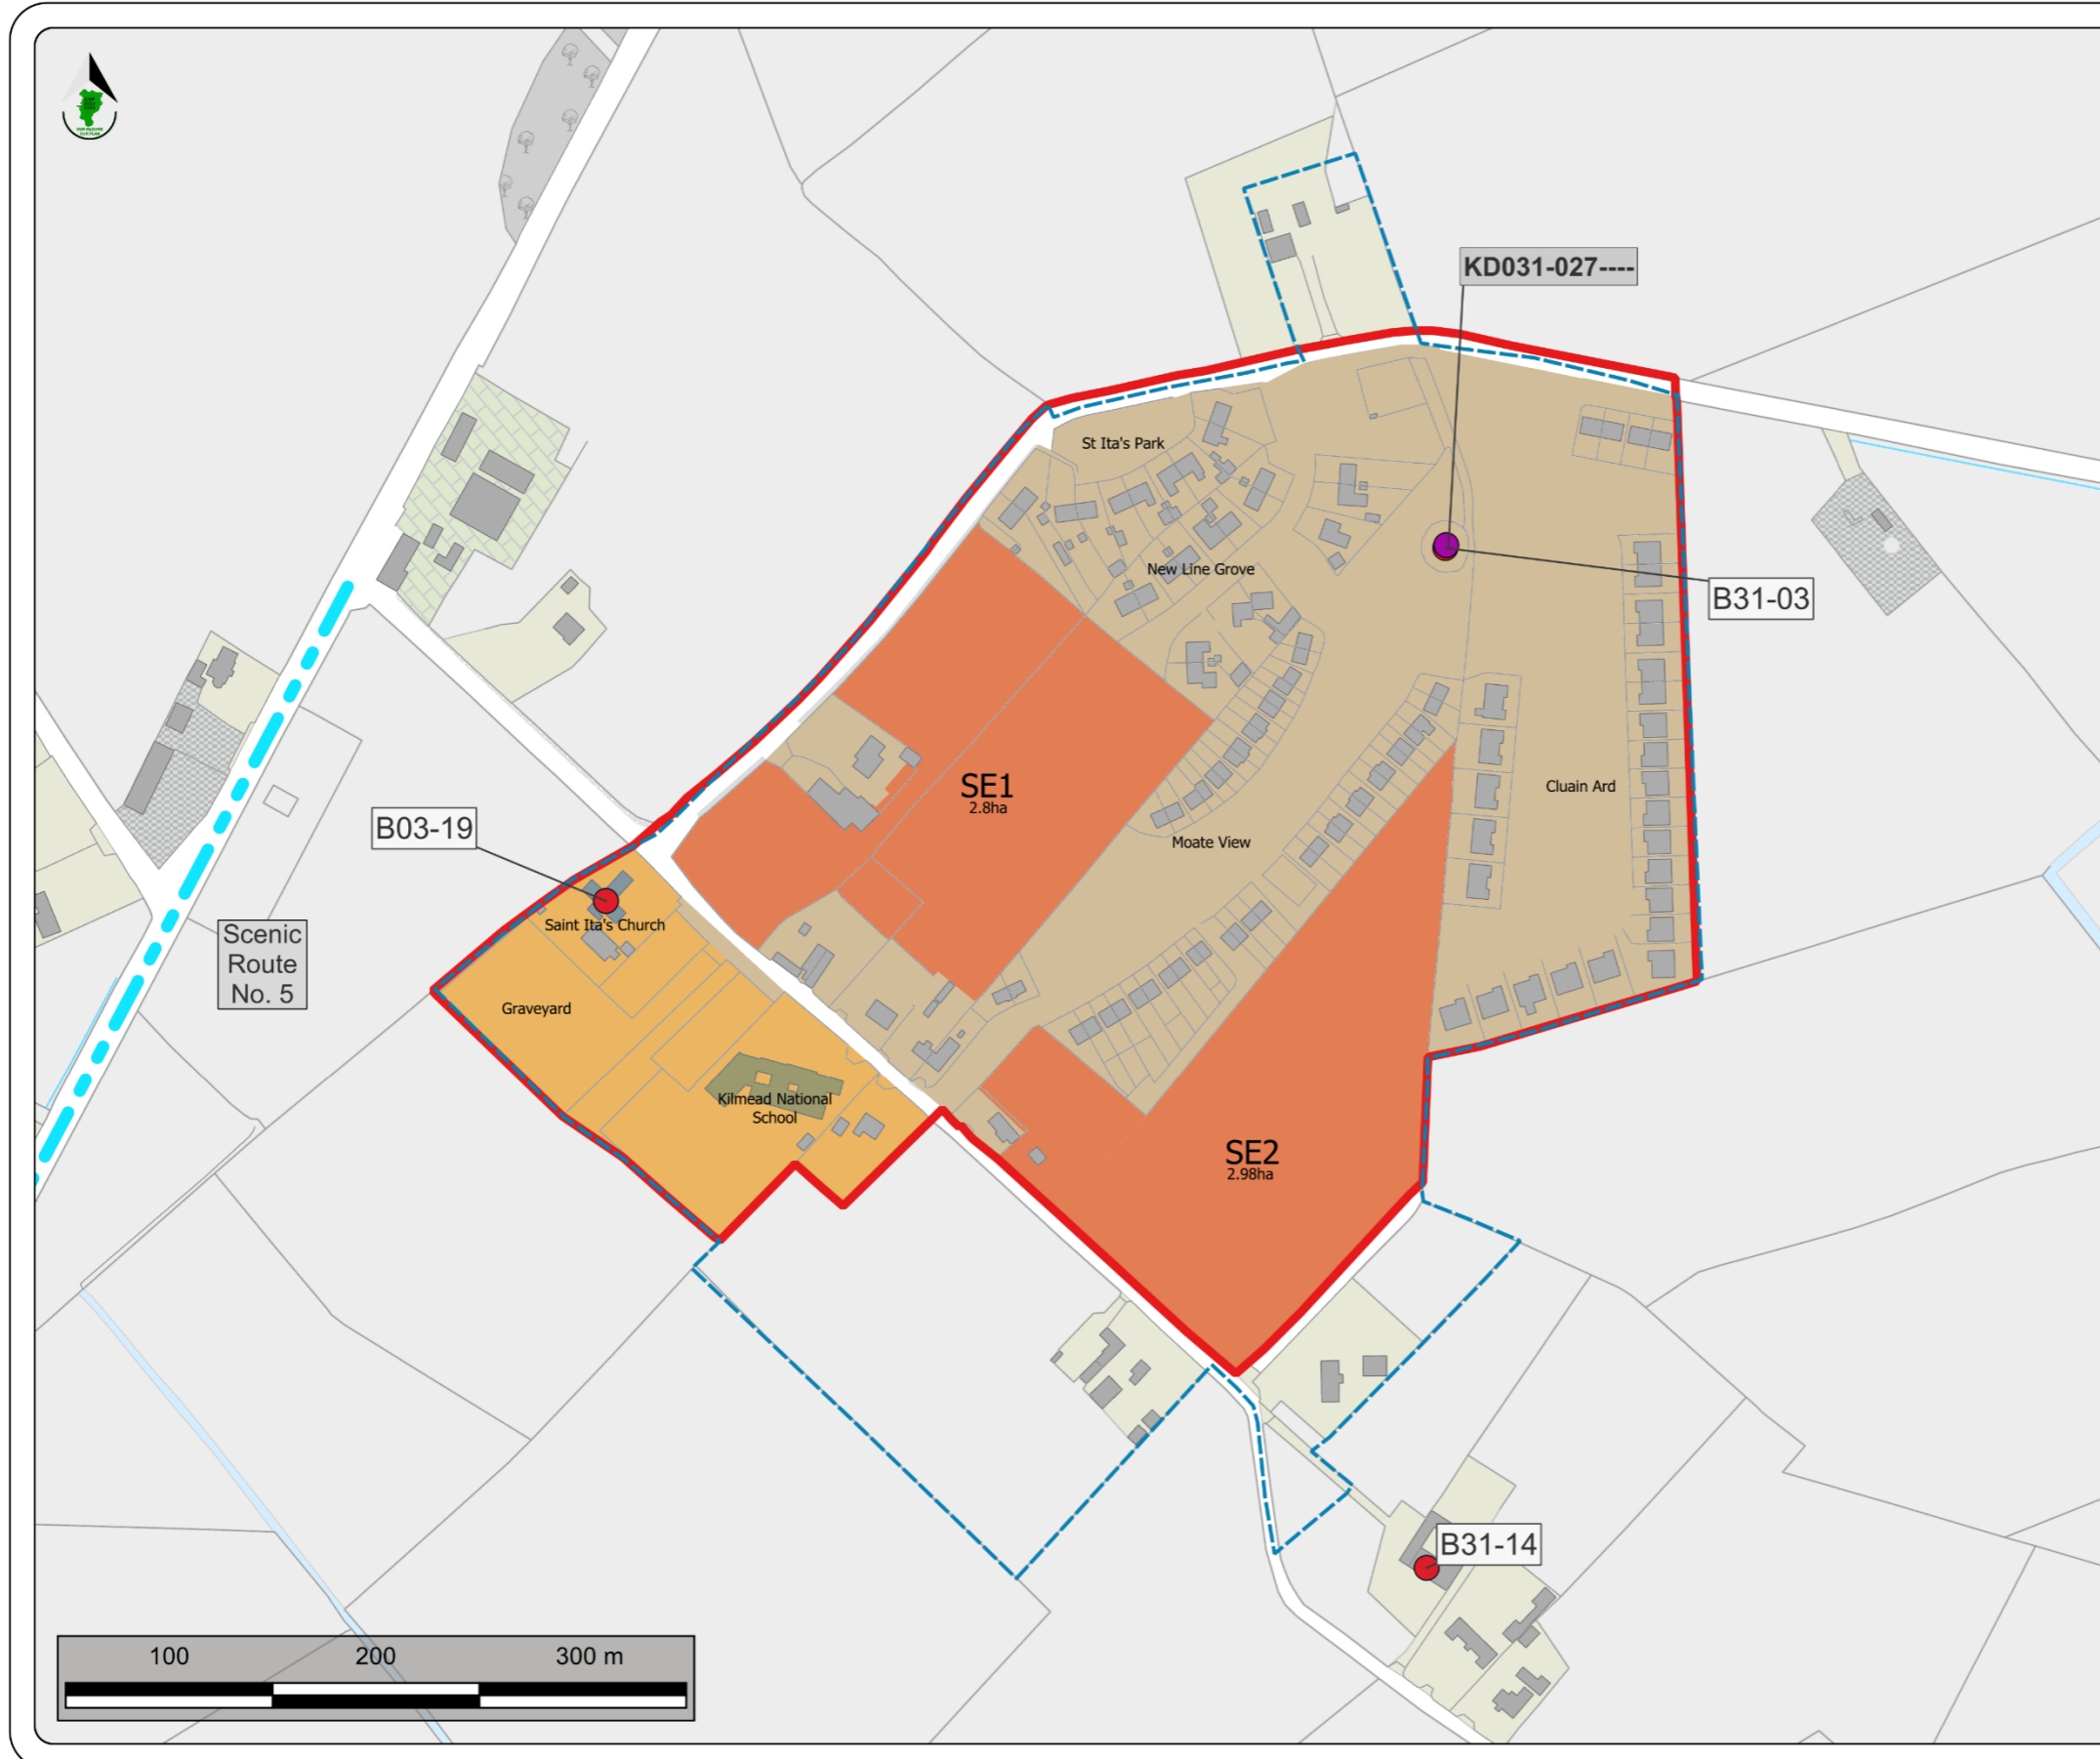 KD031-027----
St Ita's Park
New Line Grove
B31-03
SE1
2.8ha
Cluain Ard
B03-19
Moate View
Saint Ita's Church
Scenic
Route
No. 5
Graveyard
Kilmead National
School
SE2
2.98ha
B31-14
100 200 300 m